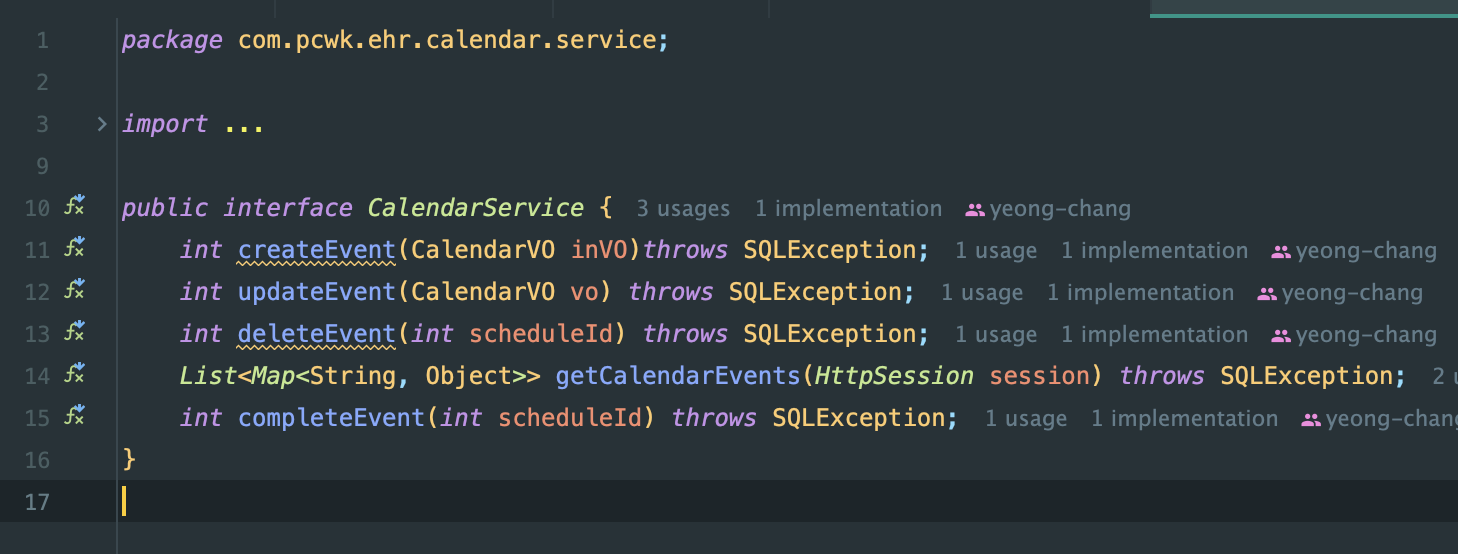 1 package com.pcwk.ehr.calendar.service;
2
3 import ...
9
10 public interface CalendarService { 3 usages 1 implementation yeong-chang
11 int createEvent(CalendarVO inVO)throws SQLException; 1 usage 1 implementation yeong-chang
12 int updateEvent(CalendarVO vo) throws SQLException; 1 usage 1 implementation yeong-chang
13 int deleteEvent(int scheduleId) throws SQLException; 1 usage 1 implementation yeong-chang
14 List<Map<String, Object>> getCalendarEvents(HttpSession session) throws SQLException; 2
15 int completeEvent(int scheduleId) throws SQLException; 1 usage 1 implementation yeong-chang
16 }
17